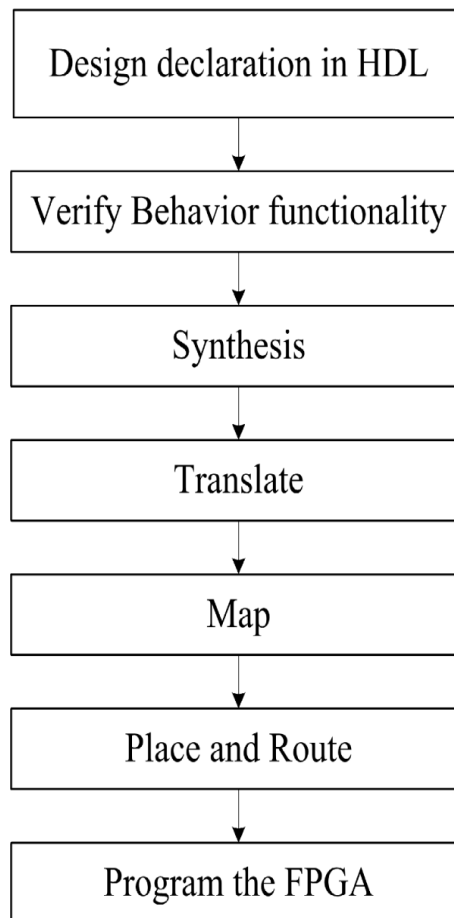 Design declaration in HDL
Verify Behavior functionality
Synthesis
Translate
Map
Place and Route
Program the FPGA